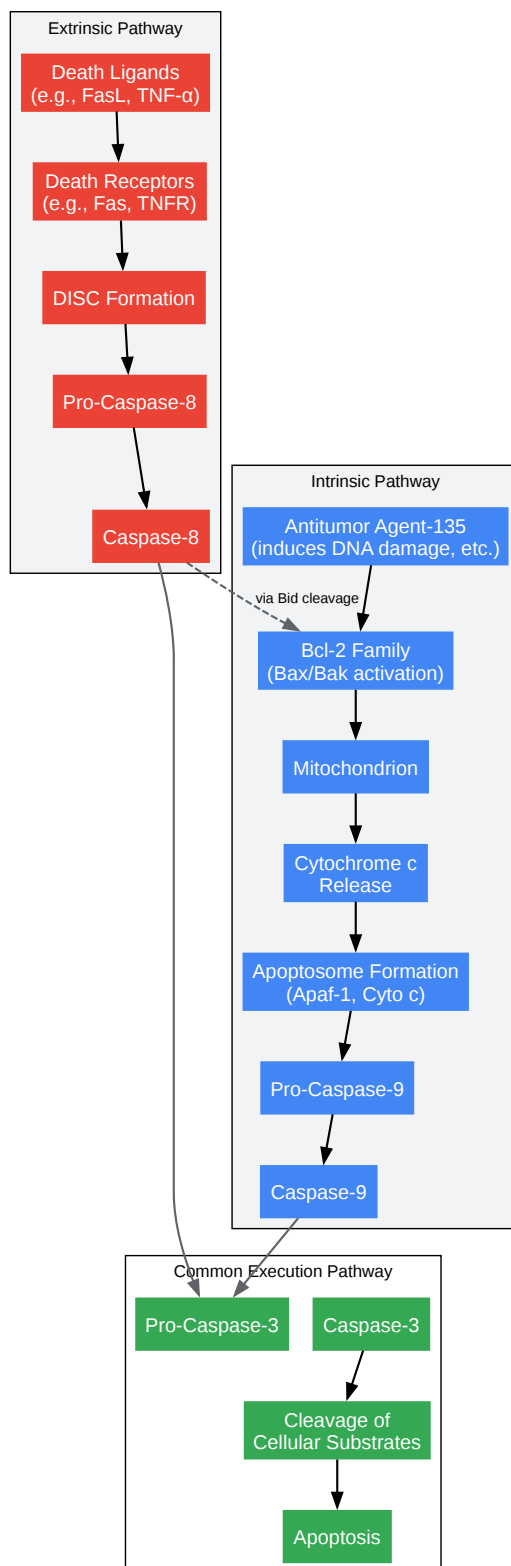 Extrinsic Pathway
Death Ligands
(e.g., FasL, TNF-α)
Death Receptors
(e.g., Fas, TNFR)
DISC Formation
Pro-Caspase-8
Caspase-8
Intrinsic Pathway
Antitumor Agent-135
(induces DNA damage, etc.)
via Bid cleavage
Bcl-2 Family
(Bax/Bak activation)
Mitochondrion
Cytochrome c
Release
Apoptosome Formation
(Apaf-1, Cyto c)
Pro-Caspase-9
Caspase-9
Common Execution Pathway
Pro-Caspase-3
Caspase-3
Cleavage of
Cellular Substrates
Apoptosis